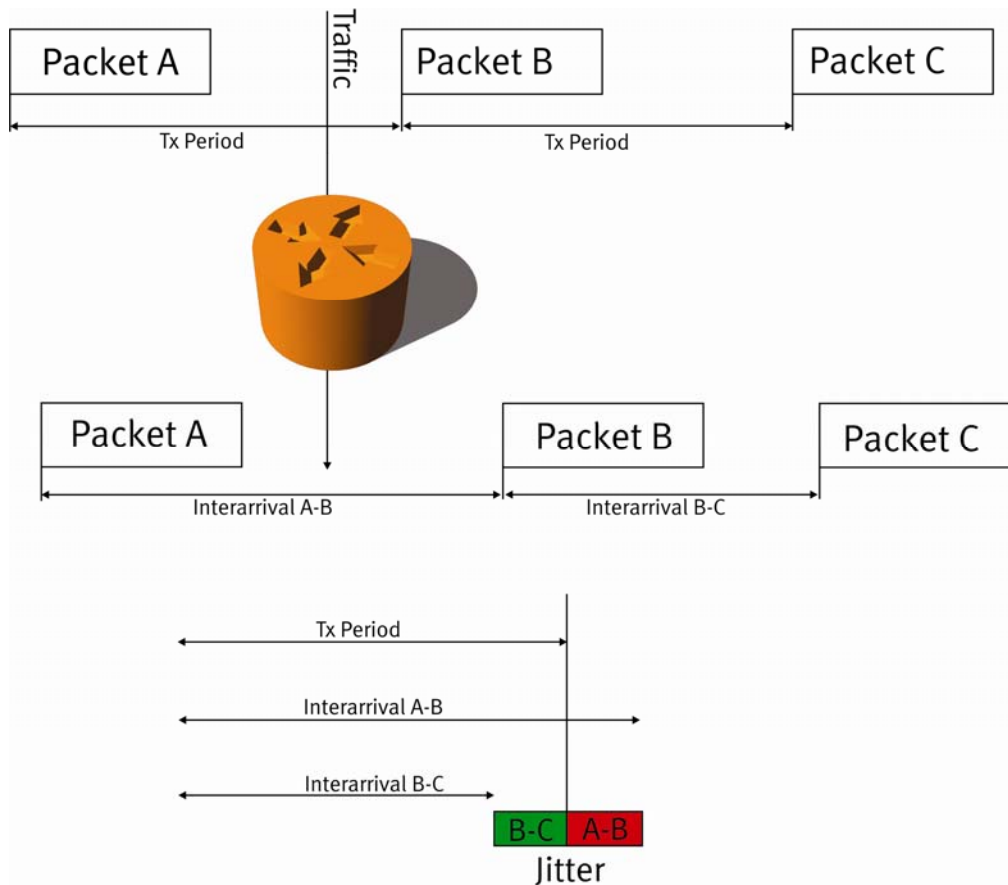 Packet A
Traffic
Packet B
Packet C
Tx Period
Tx Period
Packet A
Packet B
Packet C
Interarrival A-B
Interarrival B-C
Tx Period
Interarrival A-B
Interarrival B-C
B-C
A-B
Jitter